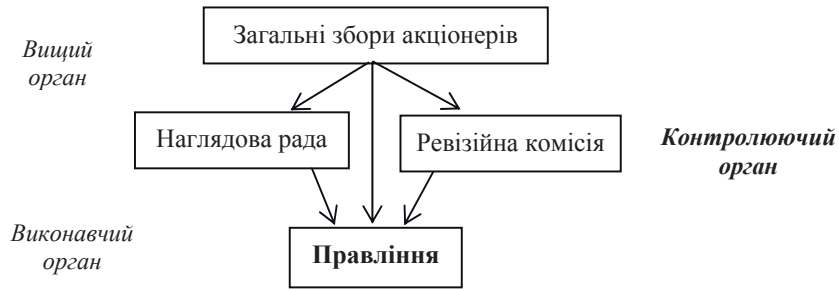 Загальні збори акціонерів
Вищий
орган
Наглядова рада
Ревізійна комісія
Контролюючий
орган
Виконавчий
орган
Правління